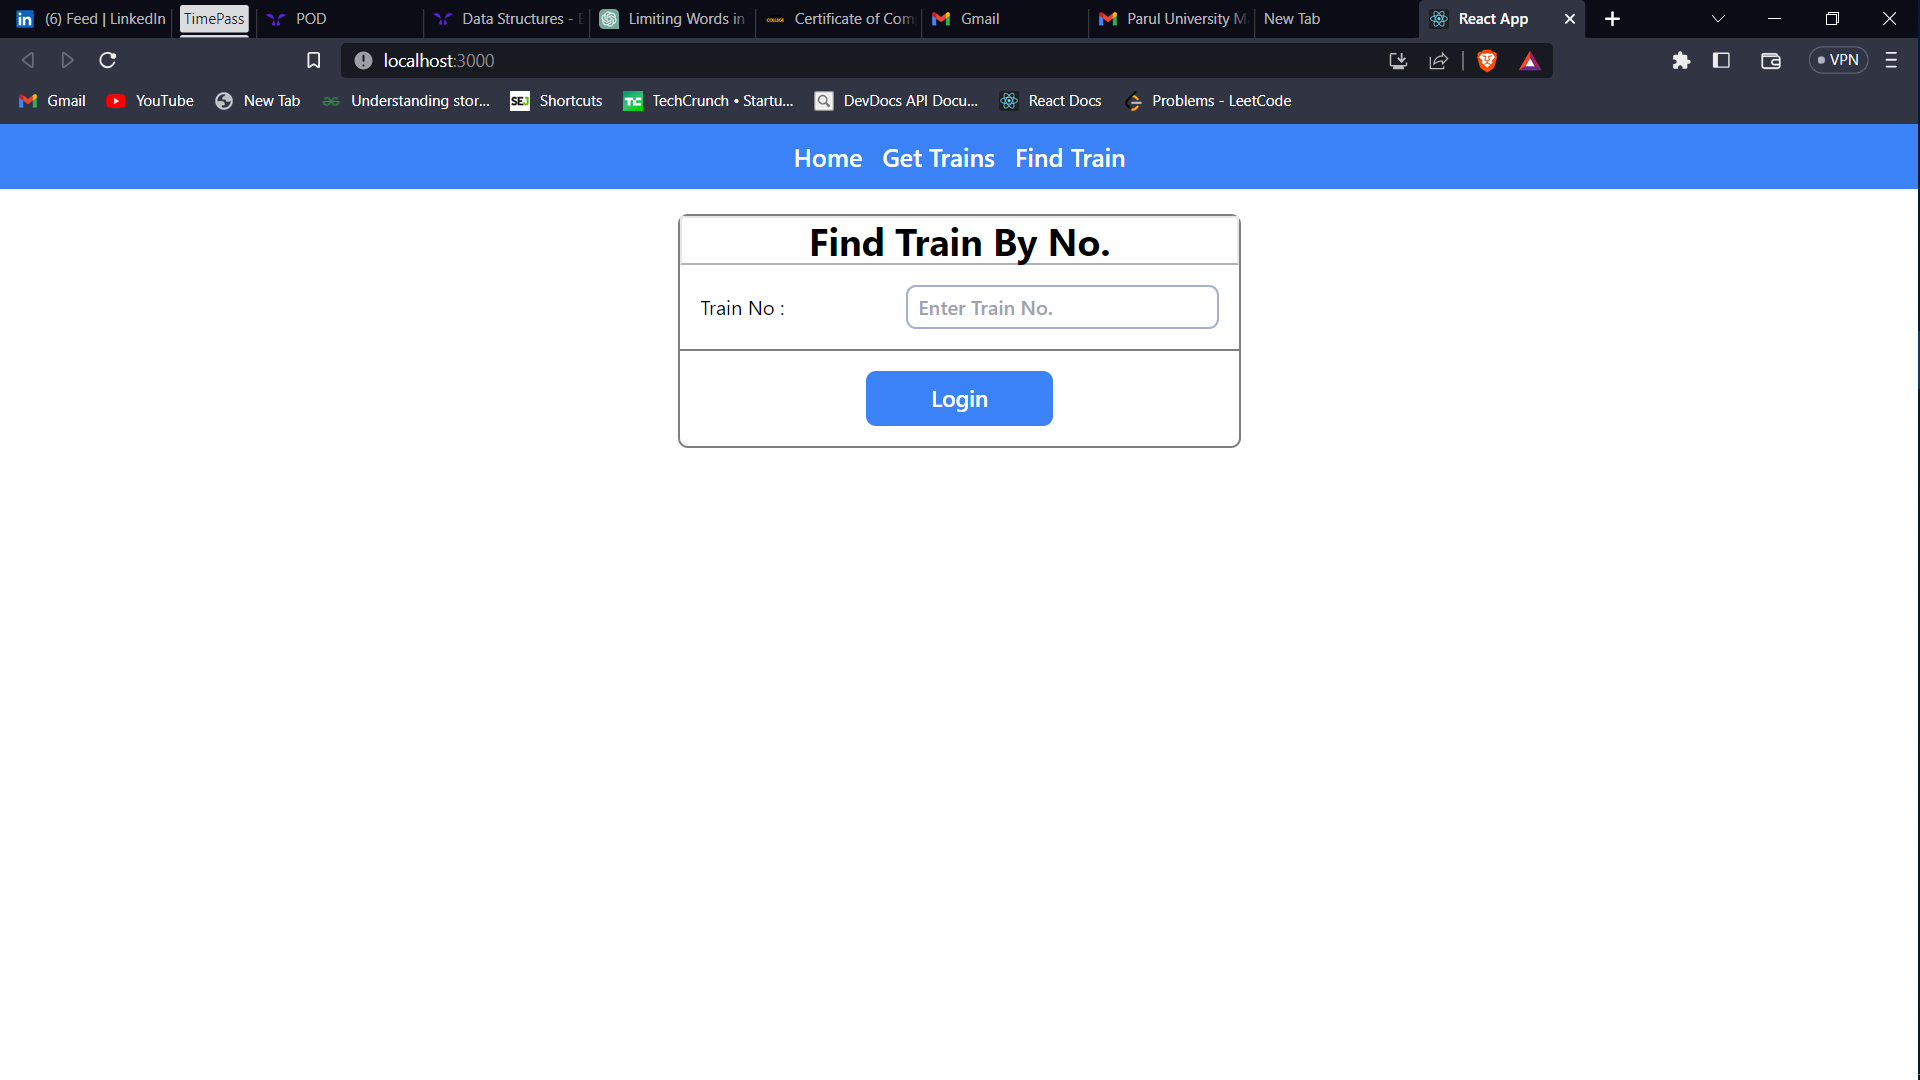 (6) Feed | LinkedIn TimePass POD Data Structures - E Limiting Words in Certificate of Com Gmail Parul University M New Tab React App
localhost:3000 VPN
Gmail YouTube New Tab Understanding stor... SEJ Shortcuts TC TechCrunch • Startu... DevDocs API Docu... React Docs Problems - LeetCode
Home Get Trains Find Train
Find Train By No.
Train No : Enter Train No.
Login